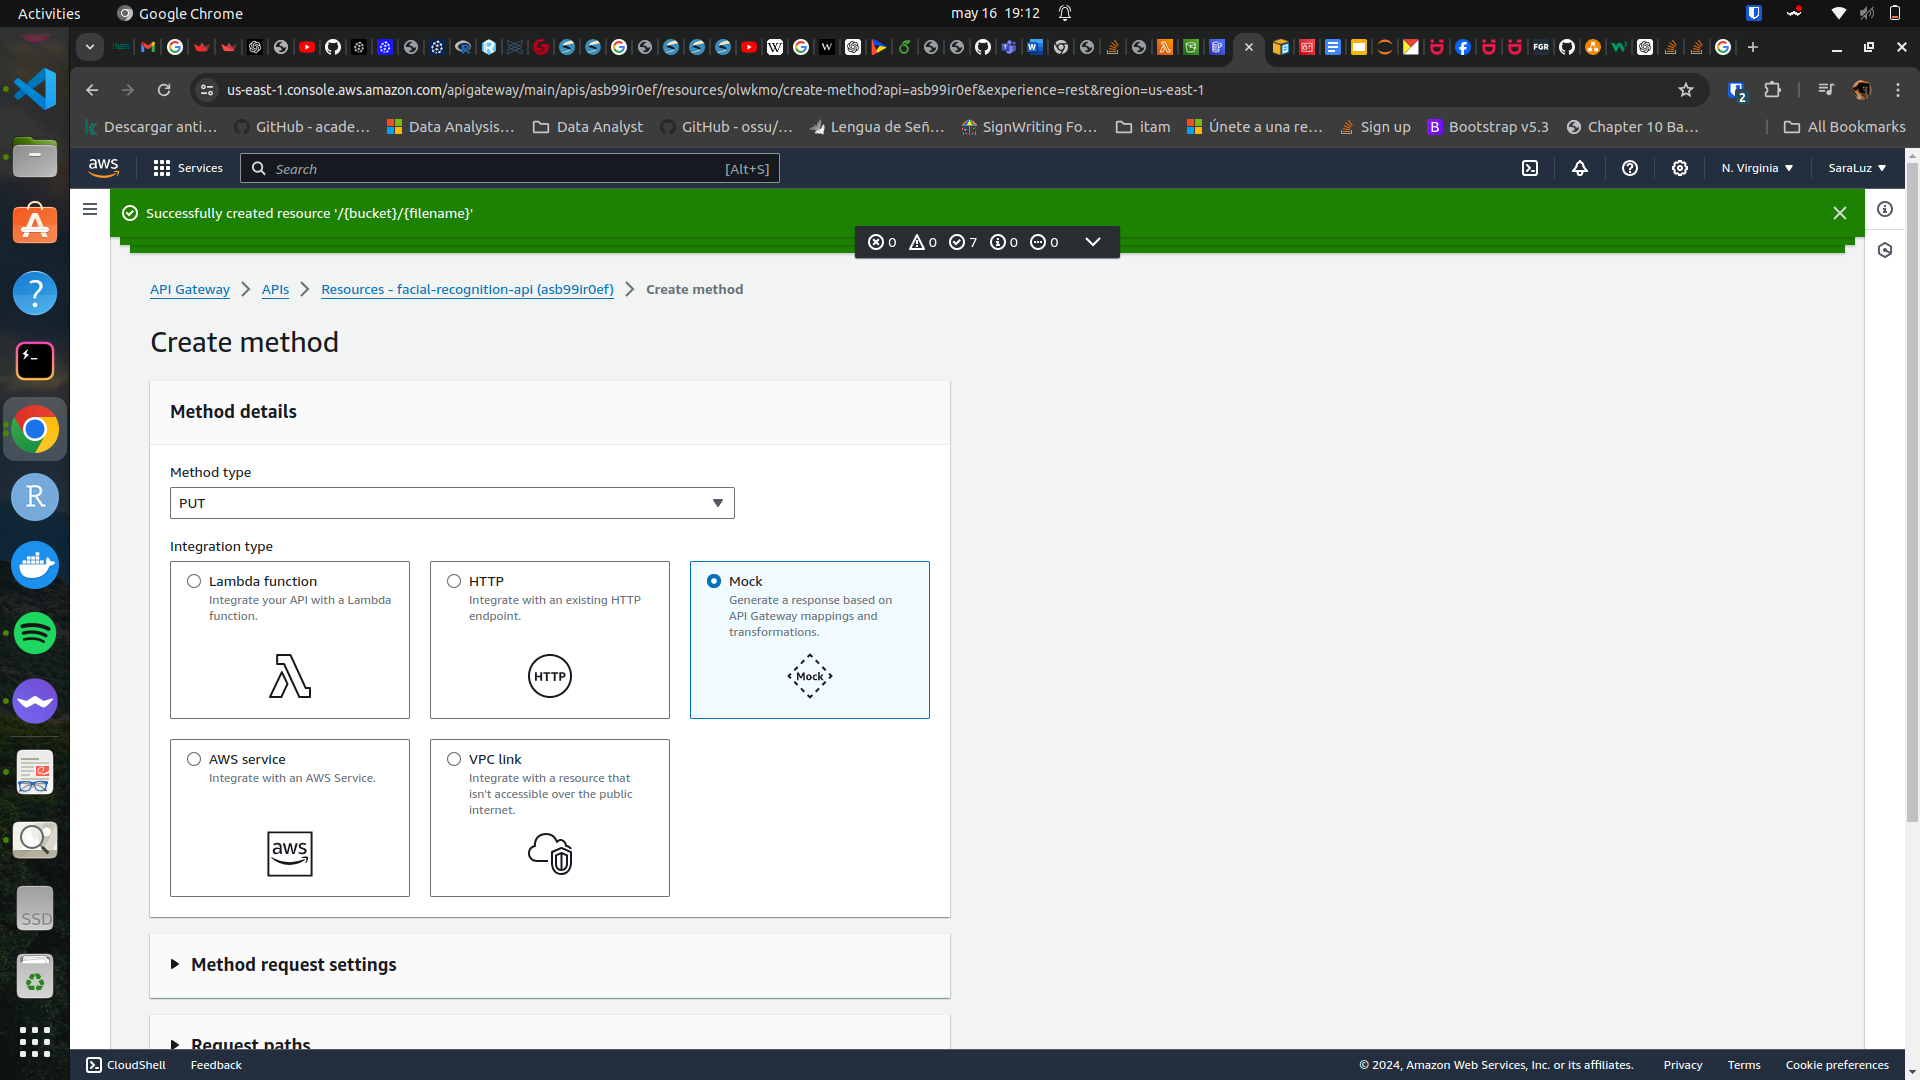 Activities
Google Chrome
may 16 19:12
us-east-1.console.aws.amazon.com/apigateway/main/apis/asb99ir0ef/resources/olwkmo/create-method?api=asb99ir0ef&experience=rest&region=us-east-1
2
Descargar anti…
GitHub - acade…
Data Analysis…
Data Analyst
GitHub - ossu/…
Lengua de Señ…
SignWriting Fo…
itam
Únete a una re…
Sign up
Bootstrap v5.3
Chapter 10 Ba…
All Bookmarks
aws
Services
Search
[Alt+S]
N. Virginia
SaraLuz
Successfully created resource '/{bucket}/{filename}'
0 0 7 0 0
API Gateway
APIs
Resources - facial-recognition-api (asb99ir0ef)
Create method
Create method
Method details
Method type
PUT
Integration type
Lambda function
Integrate your API with a Lambda
function.
HTTP
Integrate with an existing HTTP
endpoint.
HTTP
Mock
Generate a response based on
API Gateway mappings and
transformations.
Mock
AWS service
Integrate with an AWS Service.
aws
VPC link
Integrate with a resource that
isn't accessible over the public
internet.
Method request settings
Request paths
SSD
CloudShell
Feedback
© 2024, Amazon Web Services, Inc. or its affiliates.
Privacy
Terms
Cookie preferences